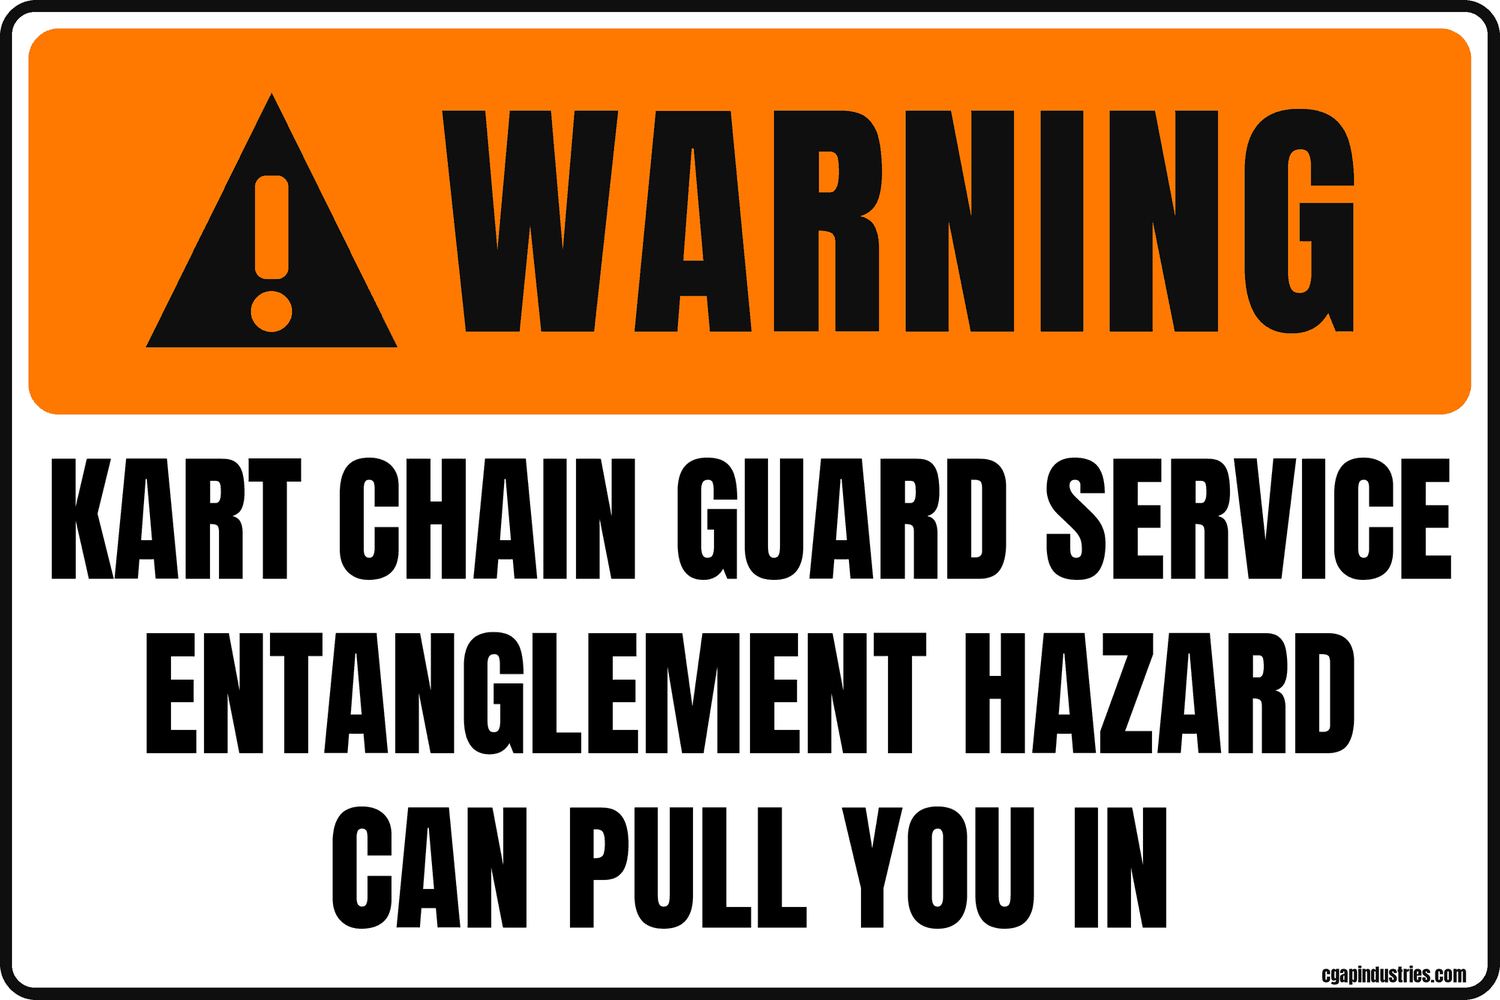 WARNING
KART CHAIN GUARD SERVICE
ENTANGLEMENT HAZARD
CAN PULL YOU IN
cgapindustries.com